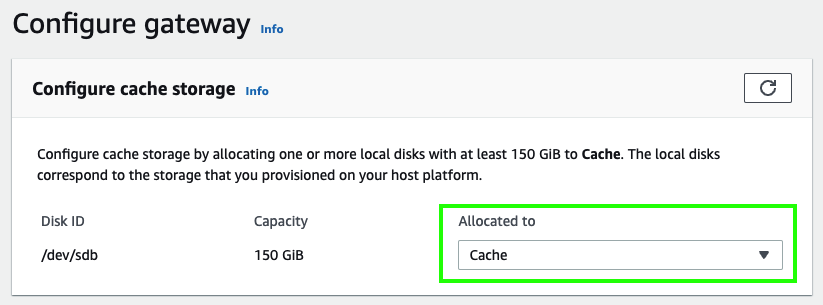 Configure gateway Info
Configure cache storage Info
Configure cache storage by allocating one or more local disks with at least 150 GiB to Cache. The local disks
correspond to the storage that you provisioned on your host platform.
Disk ID Capacity Allocated to
/dev/sdb 150 GiB Cache